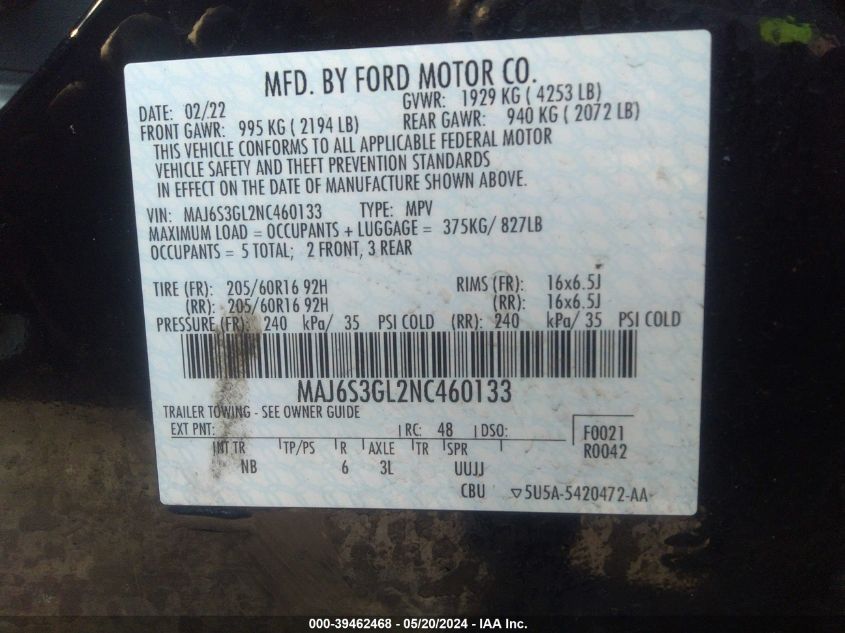 MFD. BY FORD MOTOR CO.
DATE: 02/22 GVWR: 1929 KG ( 4253 LB)
FRONT GAWR: 995 KG ( 2194 LB) REAR GAWR: 940 KG ( 2072 LB)
THIS VEHICLE CONFORMS TO ALL APPLICABLE FEDERAL MOTOR
VEHICLE SAFETY AND THEFT PREVENTION STANDARDS
IN EFFECT ON THE DATE OF MANUFACTURE SHOWN ABOVE.
VIN: MAJ6S3GL2NC460133 TYPE: MPV
MAXIMUM LOAD = OCCUPANTS + LUGGAGE = 375KG/ 827LB
OCCUPANTS = 5 TOTAL; 2 FRONT, 3 REAR
TIRE (FR): 205/60R16 92H RIMS (FR): 16x6.5J
(RR): 205/60R16 92H (RR): 16x6.5J
PRESSURE (FR): 240 kPa/ 35 PSI COLD (RR): 240 kPa/ 35 PSI COLD
MAJ6S3GL2NC460133
TRAILER TOWING - SEE OWNER GUIDE
EXT PNT: RC: 48 DSO: F0021
INT TR TP/PS R AXLE TR SPR R0042
NB 6 3L UUJJ
CBU ▽5U5A-5420472-AA
000-39462468 - 05/20/2024 - IAA Inc.